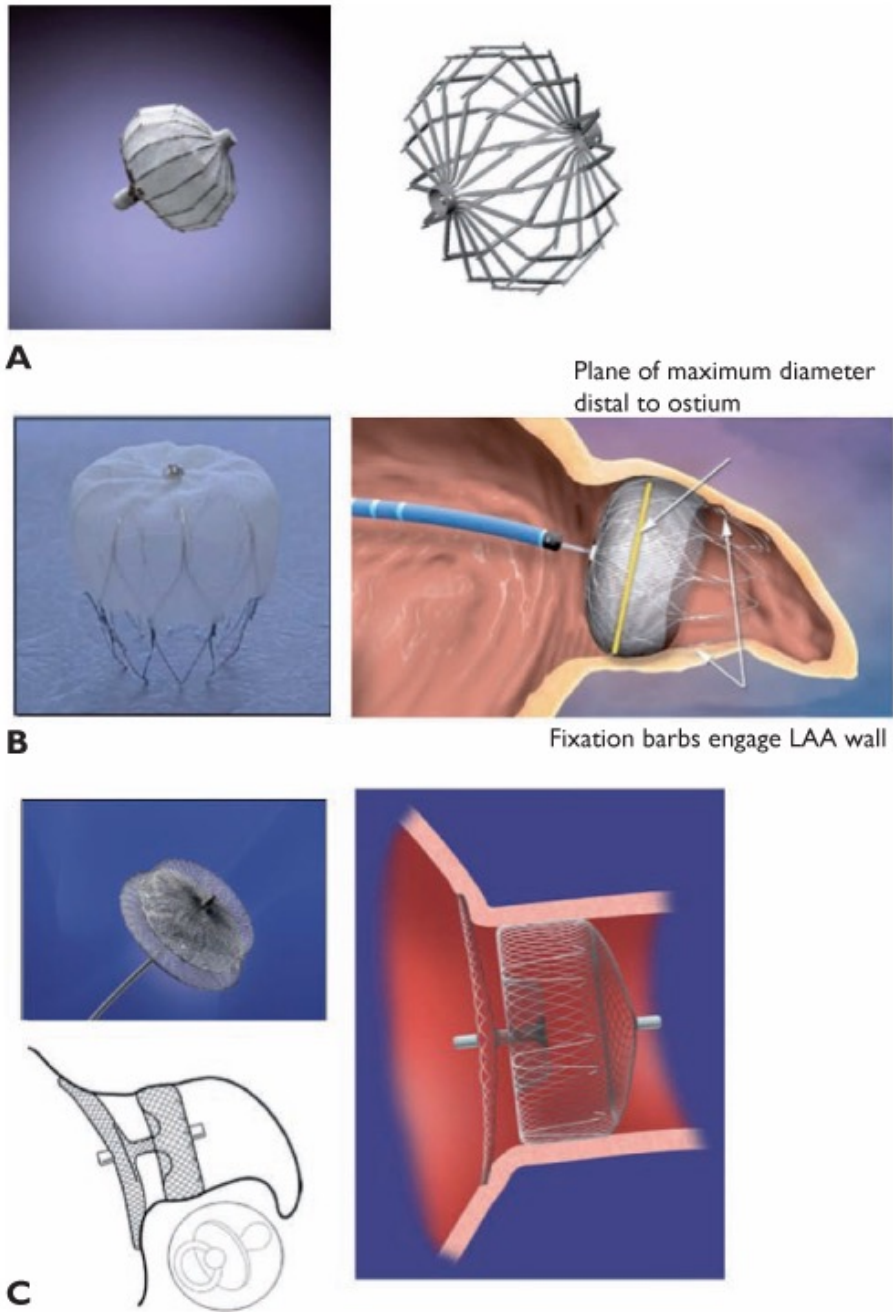 A
Plane of maximum diameter
distal to ostium
B
Fixation barbs engage LAA wall
C